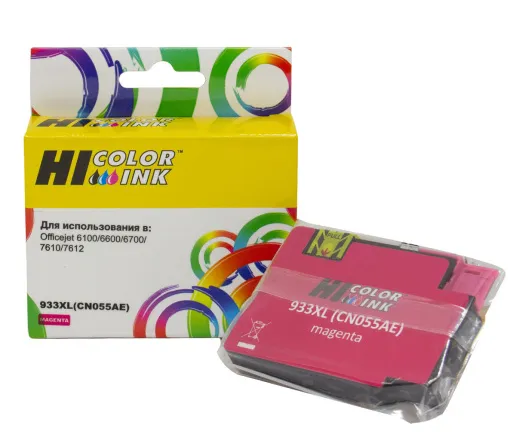 HI COLOR INK™
Для использования в:
Officejet 6100/6600/6700/
7610/7612
933XL(CN055AE)
MAGENTA
HI COLOR INK
933XL (CN055AE)
magenta